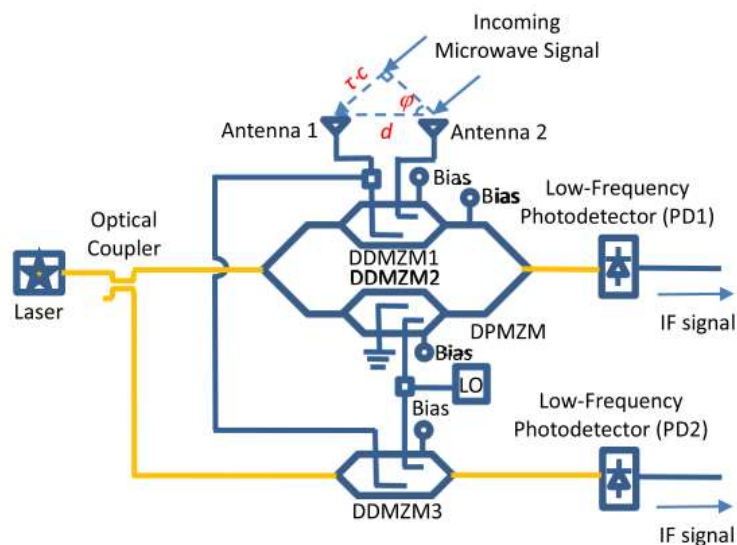 Incoming
Microwave Signal
τ·c
φ
Antenna 1
d
Antenna 2
Bias
Bias
Low-Frequency
Photodetector (PD1)
Optical
Coupler
DDMZM1
DDMZM2
Laser
DPMZM
IF signal
Bias
LO
Bias
Low-Frequency
Photodetector (PD2)
DDMZM3
IF signal